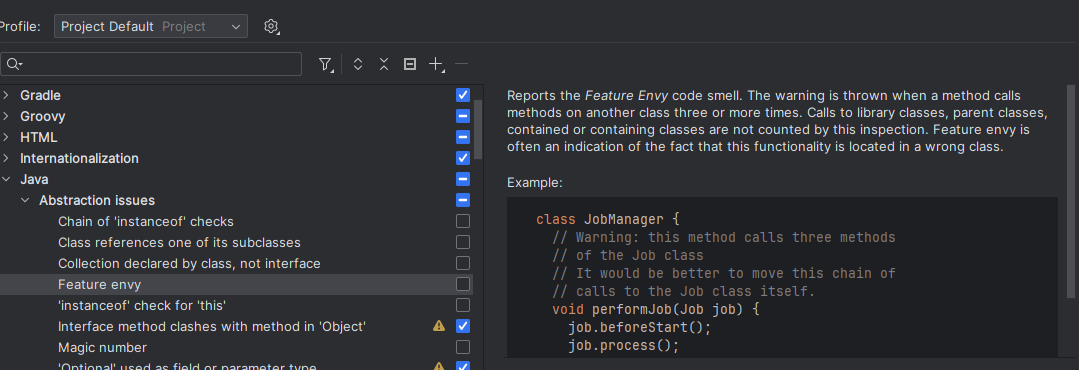 Profile: Project Default Project
Gradle
Groovy
HTML
Internationalization
Java
Abstraction issues
Chain of 'instanceof' checks
Class references one of its subclasses
Collection declared by class, not interface
Feature envy
'instanceof' check for 'this'
Interface method clashes with method in 'Object'
Magic number
'Optional' used as field or parameter type
Reports the Feature Envy code smell. The warning is thrown when a method calls
methods on another class three or more times. Calls to library classes, parent classes,
contained or containing classes are not counted by this inspection. Feature envy is
often an indication of the fact that this functionality is located in a wrong class.
Example:
class JobManager {
// Warning: this method calls three methods
// of the Job class
// It would be better to move this chain of
// calls to the Job class itself.
void performJob(Job job) {
job.beforeStart();
job.process();